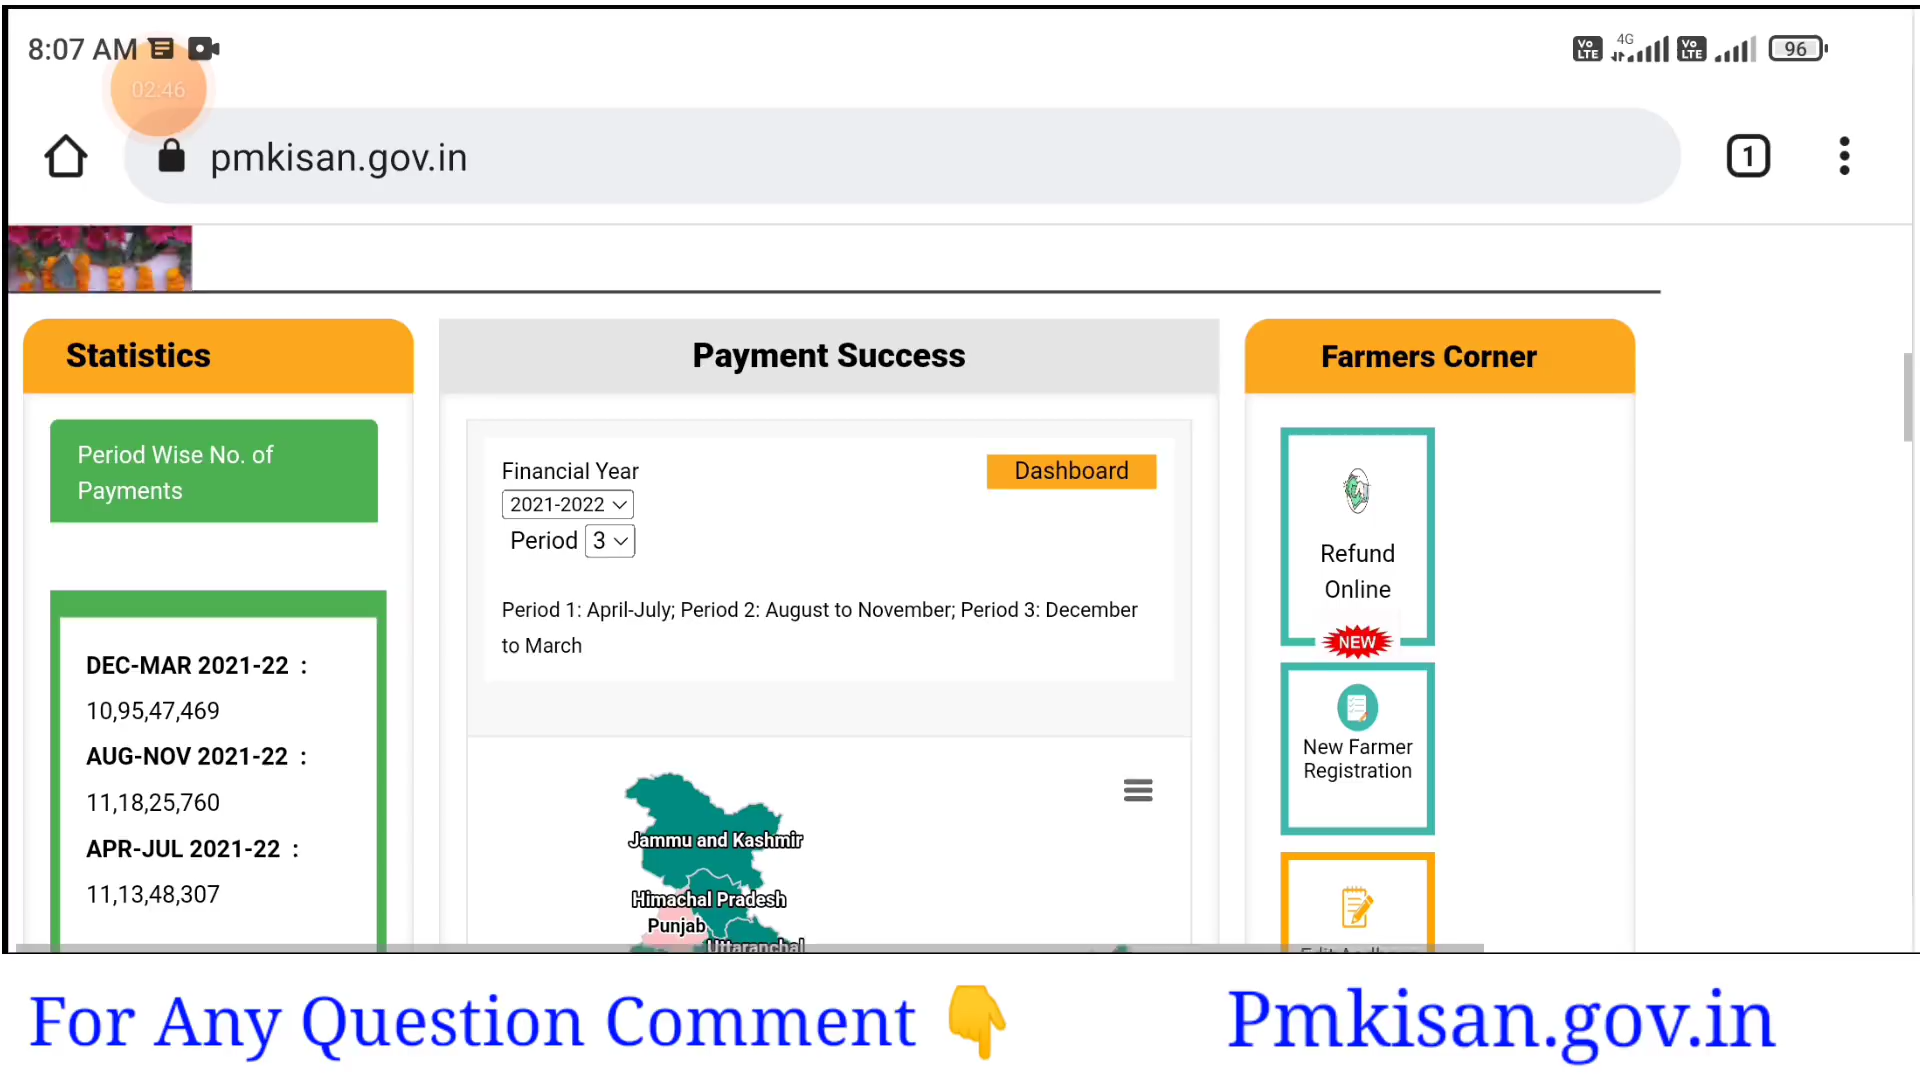 8:07 AM
4G
Vo LTE
Vo LTE
96
02:46
pmkisan.gov.in
1
Statistics
Period Wise No. of
Payments
DEC-MAR 2021-22 :
10,95,47,469
AUG-NOV 2021-22 :
11,18,25,760
APR-JUL 2021-22 :
11,13,48,307
Payment Success
Financial Year
Dashboard
2021-2022
Period 3
Period 1: April-July; Period 2: August to November; Period 3: December
to March
Jammu and Kashmir
Himachal Pradesh
Punjab
Uttaranchal
Farmers Corner
Refund
Online
NEW
New Farmer
Registration
For Any Question Comment 👇
Pmkisan.gov.in